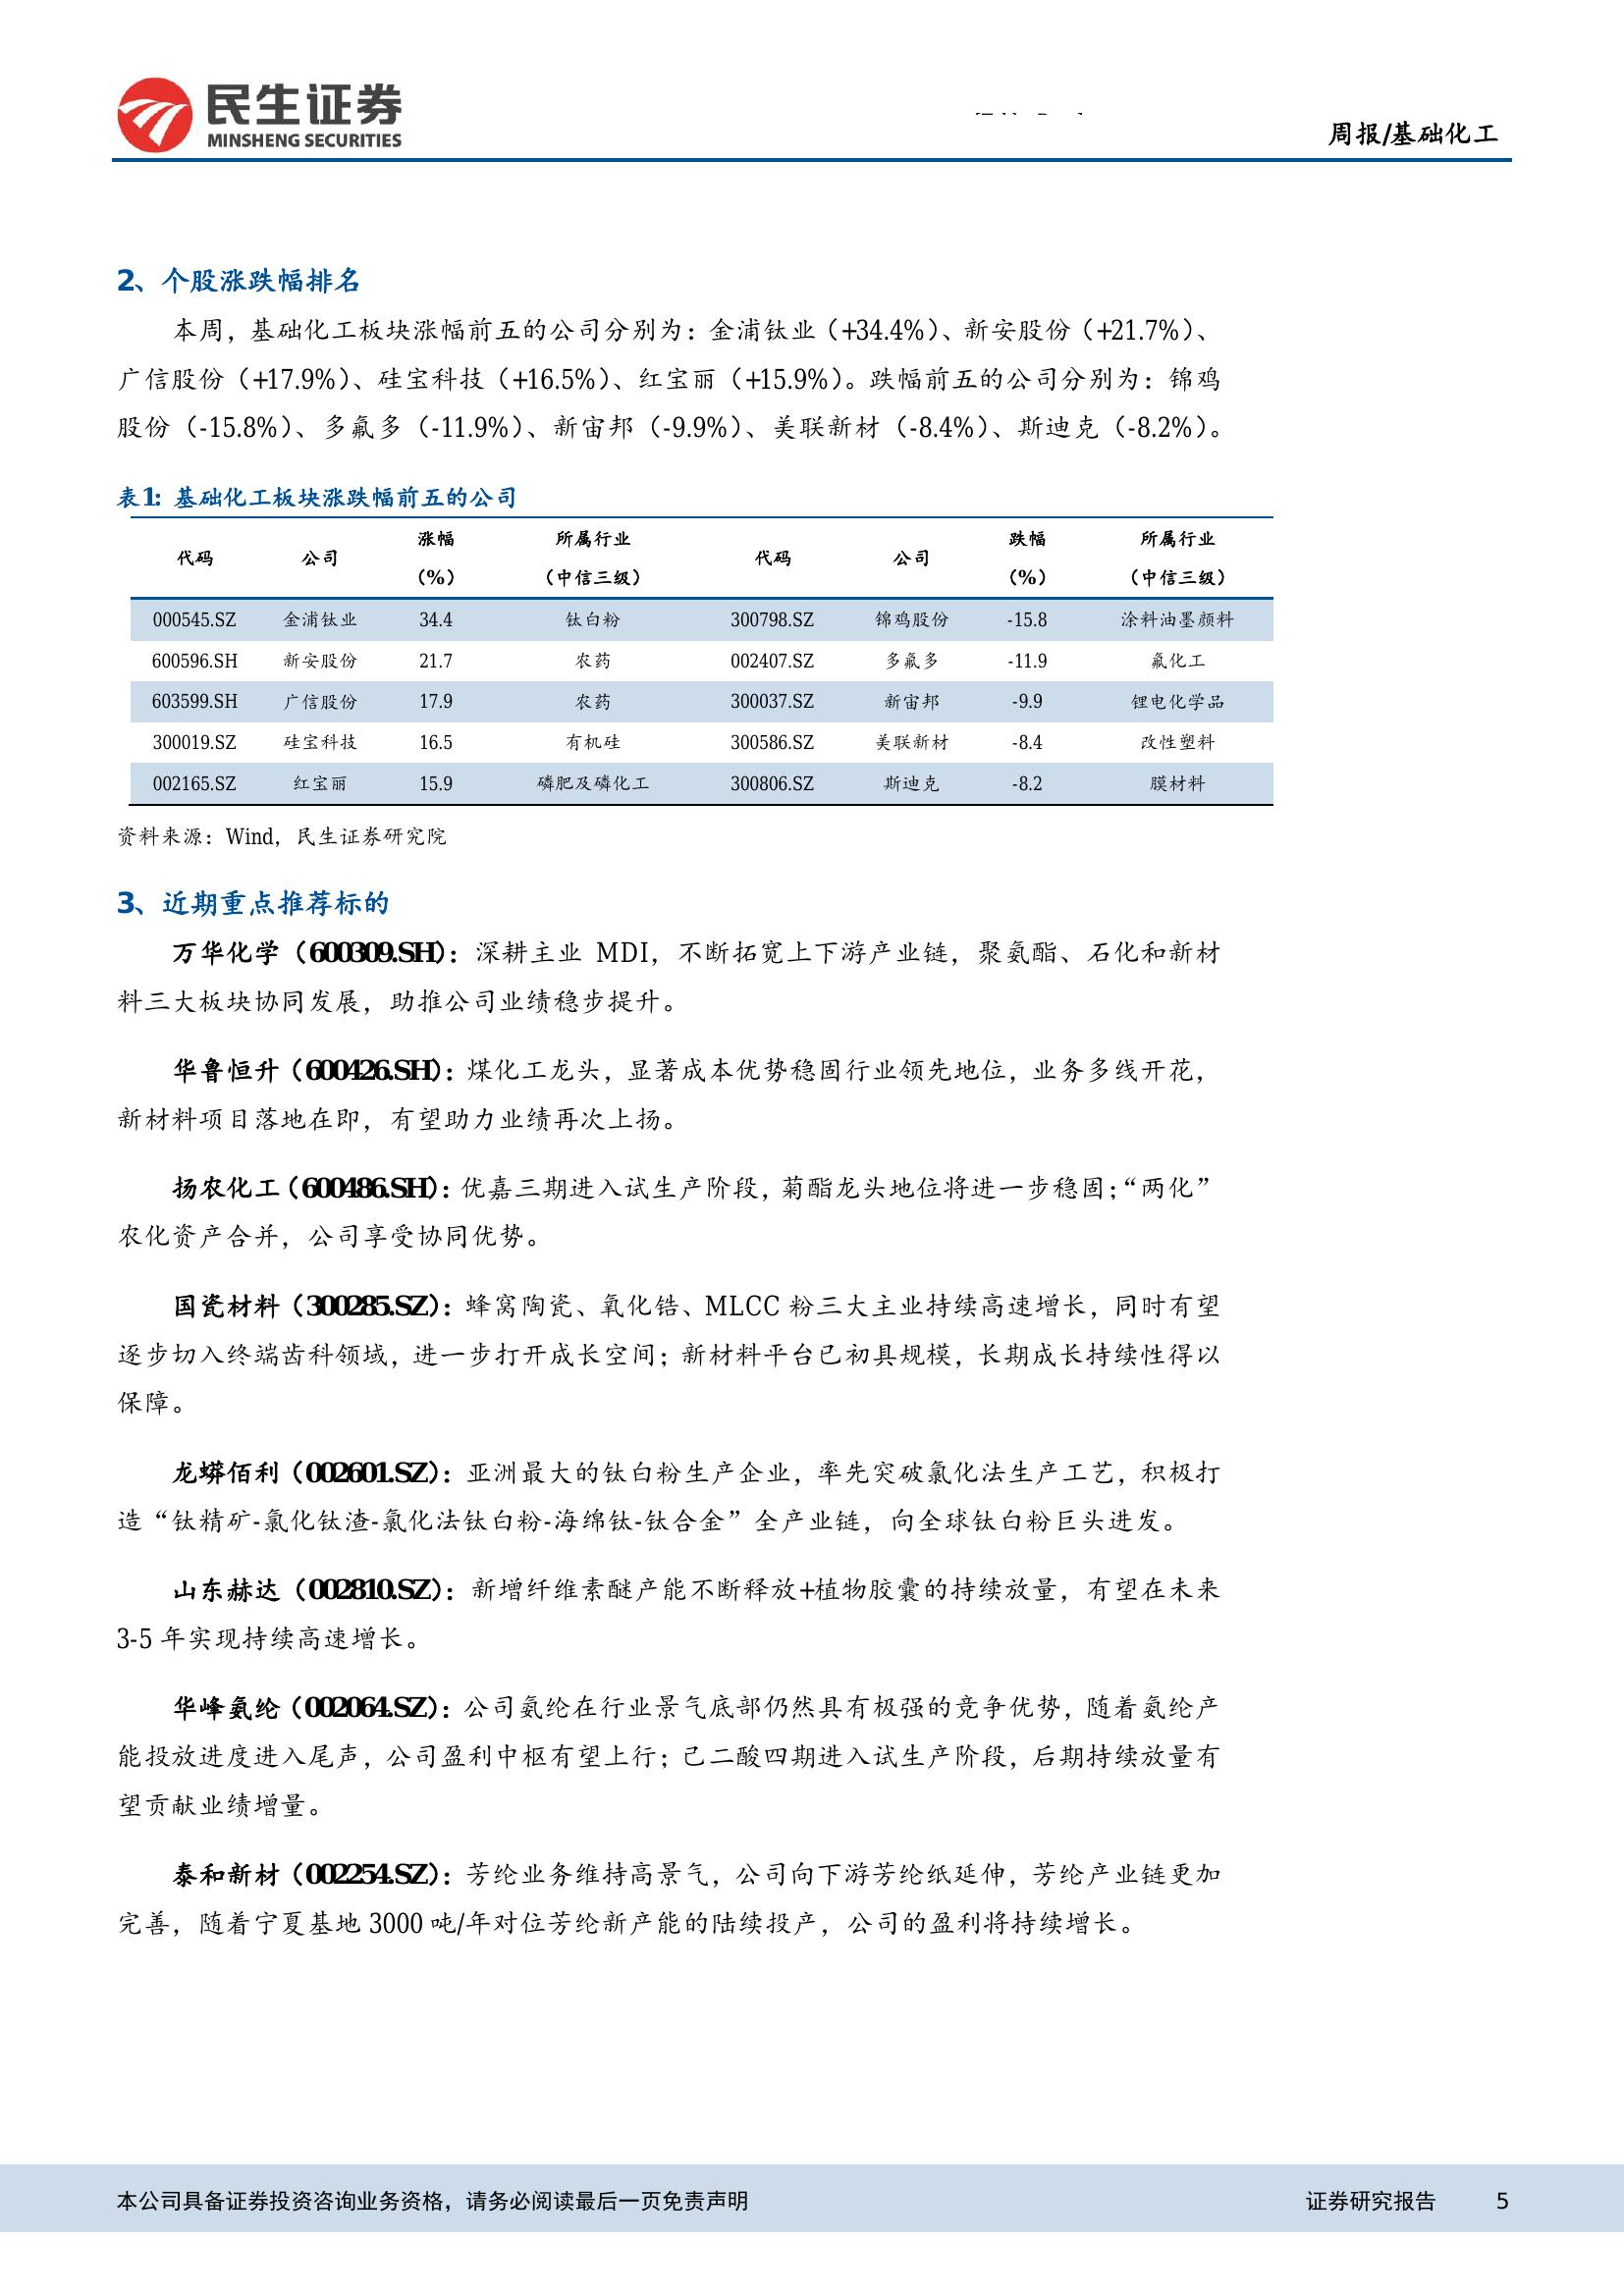 民生证券
MINSHENG SECURITIES
周报/基础化工
2、个股涨跌幅排名
本周，基础化工板块涨幅前五的公司分别为：金浦钛业（+34.4%）、新安股份（+21.7%）、
广信股份（+17.9%）、硅宝科技（+16.5%）、红宝丽（+15.9%）。跌幅前五的公司分别为：锦鸡
股份（-15.8%）、多氟多（-11.9%）、新宙邦（-9.9%）、美联新材（-8.4%）、斯迪克（-8.2%）。
表1：基础化工板块涨跌幅前五的公司
代码 公司 涨幅（%） 所属行业（中信三级） 代码 公司 跌幅（%） 所属行业（中信三级）
000545.SZ 金浦钛业 34.4 钛白粉 300798.SZ 锦鸡股份 -15.8 涂料油墨颜料
600596.SH 新安股份 21.7 农药 002407.SZ 多氟多 -11.9 氟化工
603599.SH 广信股份 17.9 农药 300037.SZ 新宙邦 -9.9 锂电化学品
300019.SZ 硅宝科技 16.5 有机硅 300586.SZ 美联新材 -8.4 改性塑料
002165.SZ 红宝丽 15.9 磷肥及磷化工 300806.SZ 斯迪克 -8.2 膜材料
资料来源：Wind，民生证券研究院
3、近期重点推荐标的
万华化学（600309.SH）：深耕主业 MDI，不断拓宽上下游产业链，聚氨酯、石化和新材
料三大板块协同发展，助推公司业绩稳步提升。
华鲁恒升（600426.SH）：煤化工龙头，显著成本优势稳固行业领先地位，业务多线开花，
新材料项目落地在即，有望助力业绩再次上扬。
扬农化工（600486.SH）：优嘉三期进入试生产阶段，菊酯龙头地位将进一步稳固；“两化”
农化资产合并，公司享受协同优势。
国瓷材料（300285.SZ）：蜂窝陶瓷、氧化锆、MLCC 粉三大主业持续高速增长，同时有望
逐步切入终端齿科领域，进一步打开成长空间；新材料平台已初具规模，长期成长持续性得以
保障。
龙蟒佰利（002601.SZ）：亚洲最大的钛白粉生产企业，率先突破氯化法生产工艺，积极打
造“钛精矿-氯化钛渣-氯化法钛白粉-海绵钛-钛合金”全产业链，向全球钛白粉巨头进发。
山东赫达（002810.SZ）：新增纤维素醚产能不断释放+植物胶囊的持续放量，有望在未来
3-5 年实现持续高速增长。
华峰氨纶（002064.SZ）：公司氨纶在行业景气底部仍然具有极强的竞争优势，随着氨纶产
能投放进度进入尾声，公司盈利中枢有望上行；己二酸四期进入试生产阶段，后期持续放量有
望贡献业绩增量。
泰和新材（002254.SZ）：芳纶业务维持高景气，公司向下游芳纶纸延伸，芳纶产业链更加
完善，随着宁夏基地 3000 吨/年对位芳纶新产能的陆续投产，公司的盈利将持续增长。
本公司具备证券投资咨询业务资格，请务必阅读最后一页免责声明 证券研究报告 5